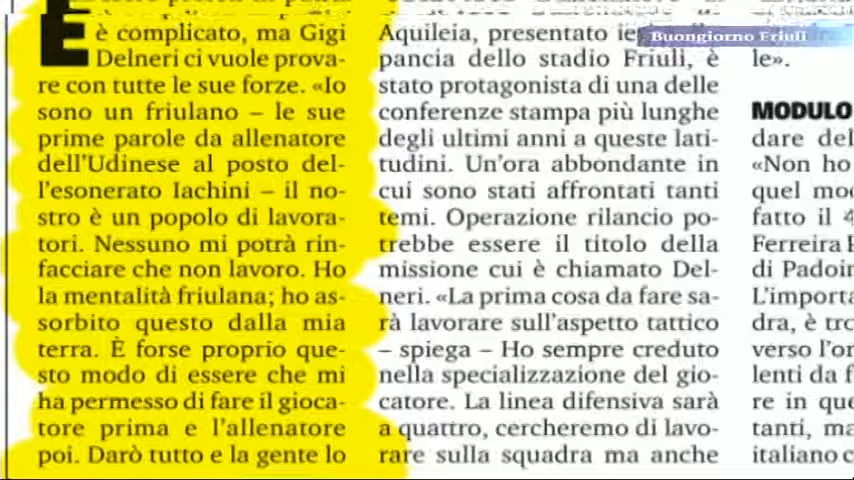 E
è complicato, ma Gigi
Delneri ci vuole prova-
re con tutte le sue forze. «Io
sono un friulano – le sue
prime parole da allenatore
dell'Udinese al posto del-
l'esonerato Iachini – il no-
stro è un popolo di lavora-
tori. Nessuno mi potrà rin-
facciare che non lavoro. Ho
la mentalità friulana; ho as-
sorbito questo dalla mia
terra. È forse proprio que-
sto modo di essere che mi
ha permesso di fare il gioca-
tore prima e l'allenatore
poi. Darò tutto e la gente lo
Aquileia, presentato
pancia dello stadio Friuli, è
stato protagonista di una delle
conferenze stampa più lunghe
degli ultimi anni a queste lati-
tudini. Un'ora abbondante in
cui sono stati affrontati tanti
temi. Operazione rilancio po-
trebbe essere il titolo della
missione cui è chiamato Del-
neri. «La prima cosa da fare sa-
rà lavorare sull'aspetto tattico
– spiega – Ho sempre creduto
nella specializzazione del gio-
catore. La linea difensiva sarà
a quattro, cercheremo di lavo-
rare sulla squadra ma anche
Buongiorno Friuli
le».
MODULO
dare del
«Non ho
quel mo
fatto il 4
Ferreira
di Padoin
L'importa
dra, è tro
verso l'or
lenti da f
re in que
tanti, ma
italiano c